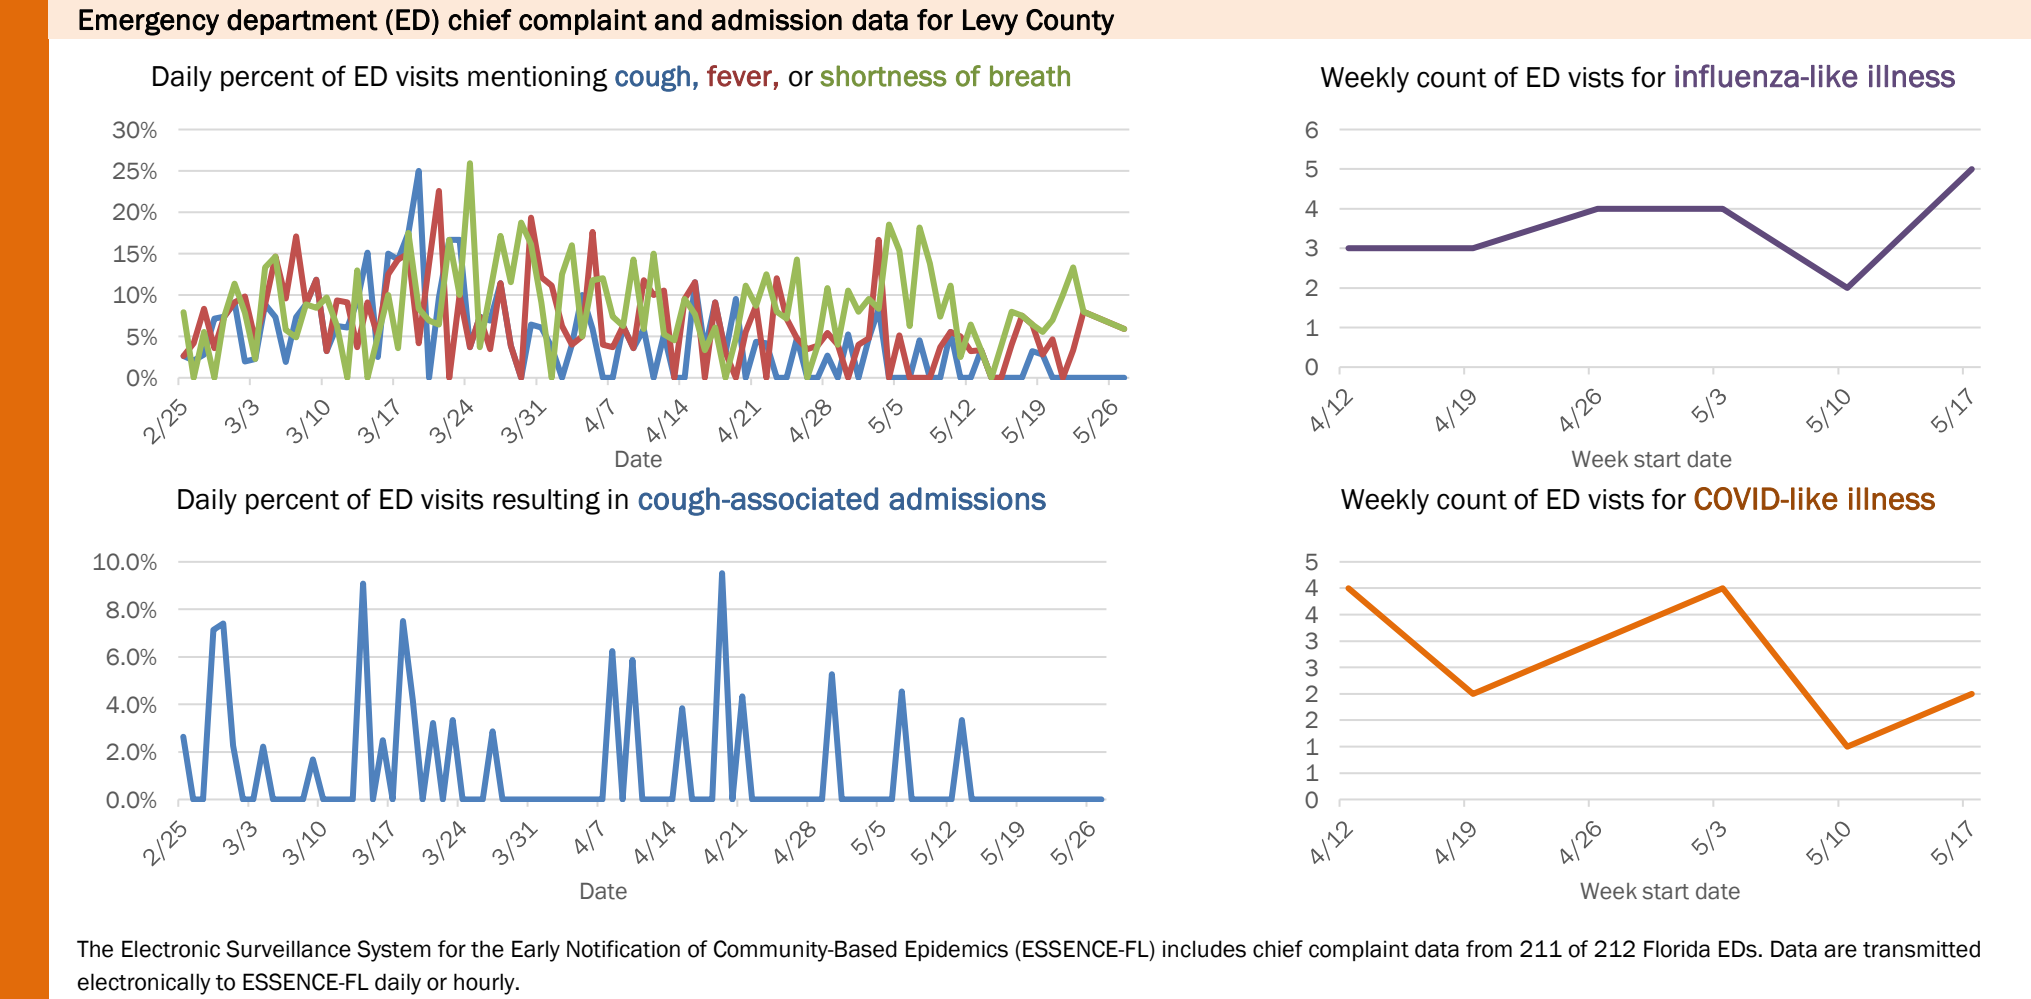 Emergency department (ED) chief complaint and admission data for Levy County
Daily percent of ED visits mentioning cough, fever, or shortness of breath
30%
25%
20%
15%
10%
5%
0%
2/25 3/3 3/10 3/17 3/24 3/31 4/7 4/14 4/21 4/28 5/5 5/12 5/19 5/26
Date
Weekly count of ED vists for influenza-like illness
6
5
4
3
2
1
0
4/12 4/19 4/26 5/3 5/10 5/17
Week start date
Daily percent of ED visits resulting in cough-associated admissions
10.0%
8.0%
6.0%
4.0%
2.0%
0.0%
2/25 3/3 3/10 3/17 3/24 3/31 4/7 4/14 4/21 4/28 5/5 5/12 5/19 5/26
Date
Weekly count of ED vists for COVID-like illness
5
4
4
3
3
2
2
1
1
0
4/12 4/19 4/26 5/3 5/10 5/17
Week start date
The Electronic Surveillance System for the Early Notification of Community-Based Epidemics (ESSENCE-FL) includes chief complaint data from 211 of 212 Florida EDs. Data are transmitted
electronically to ESSENCE-FL daily or hourly.